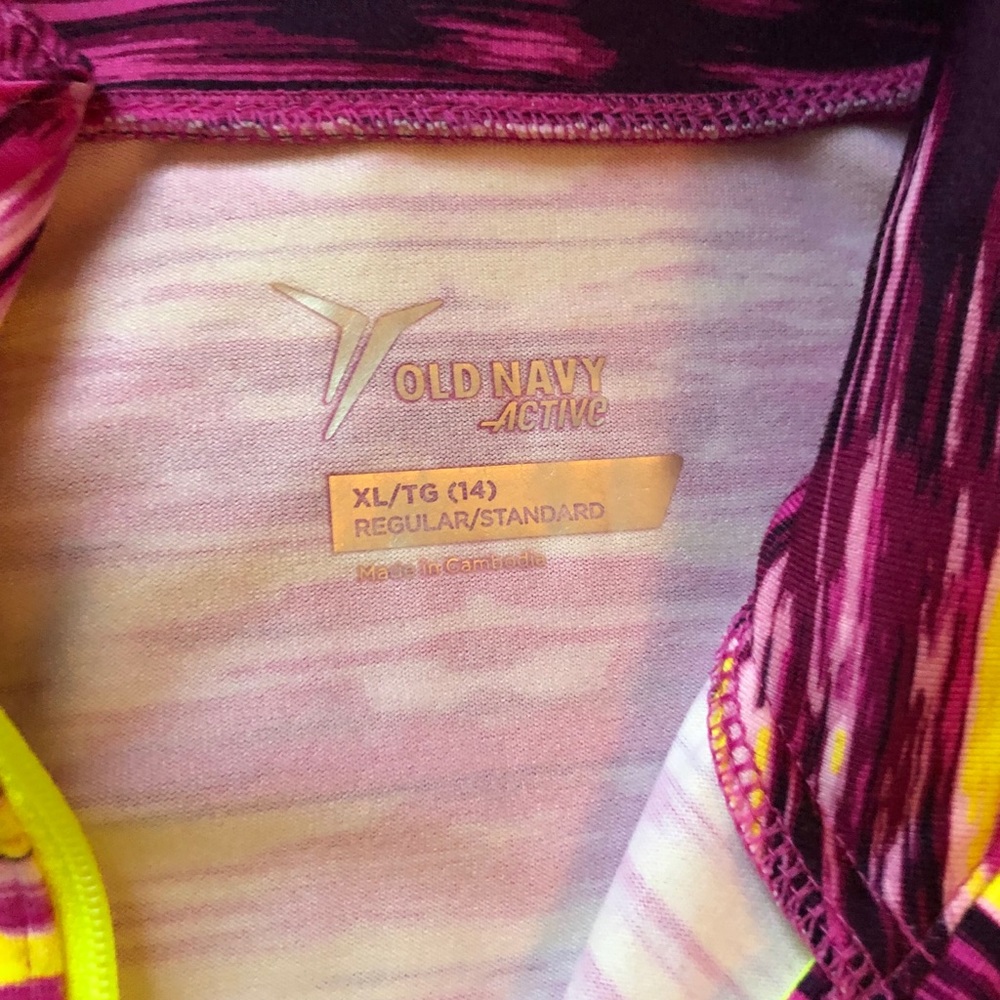 OLD NAVY
ACTIVE
XL/TG (14)
REGULAR/STANDARD
Made in Cambodia